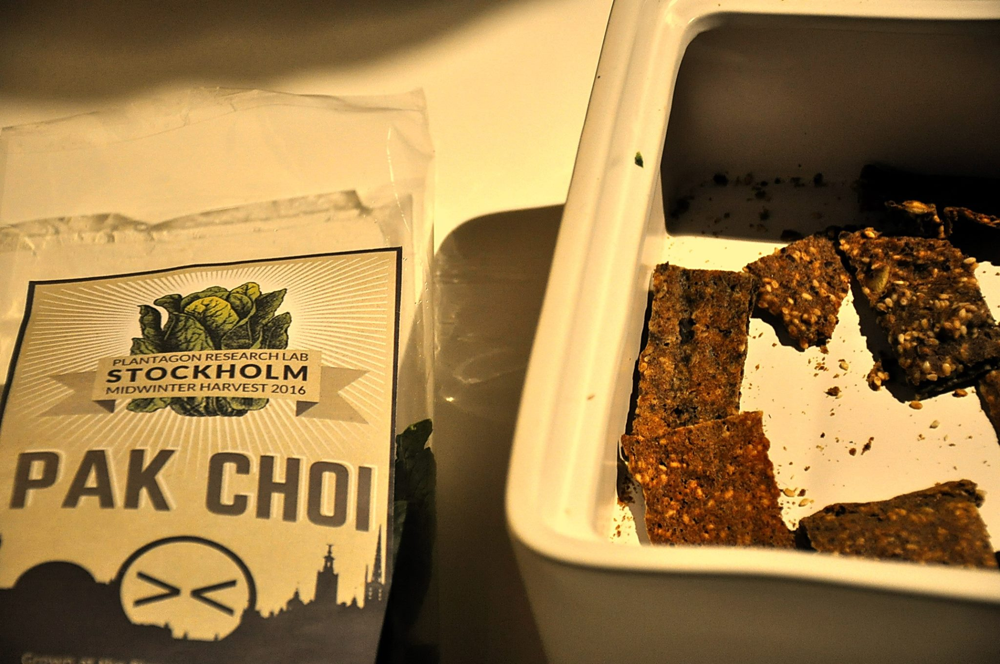 PLANTAGON RESEARCH LAB
STOCKHOLM
MIDWINTER HARVEST 2016
PAK CHOI